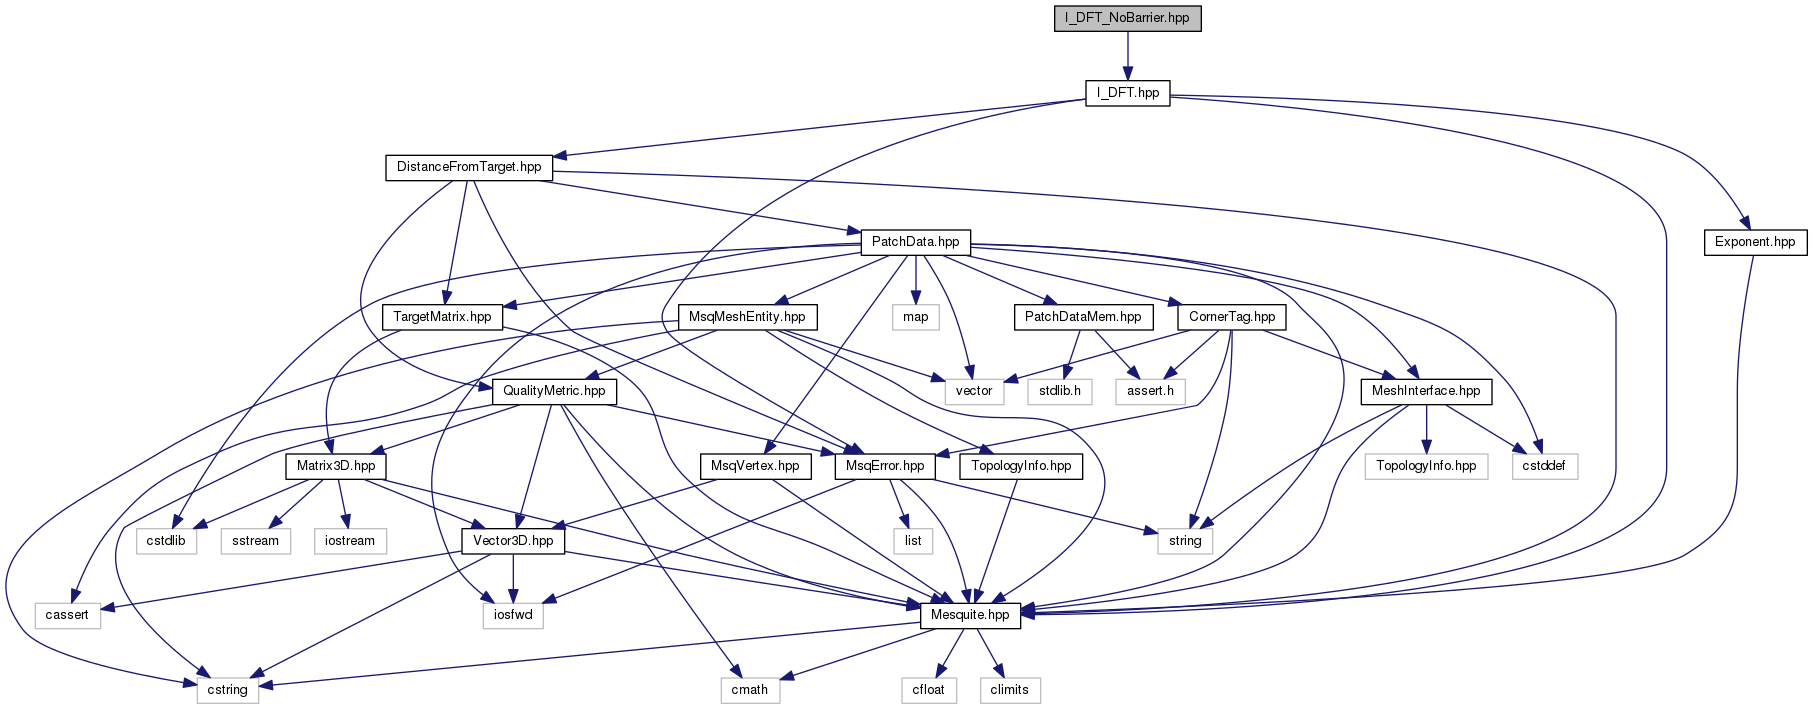 I_DFT_NoBarrier.hpp
I_DFT.hpp
DistanceFromTarget.hpp
PatchData.hpp
Exponent.hpp
TargetMatrix.hpp
MsqMeshEntity.hpp
map
PatchDataMem.hpp
CornerTag.hpp
QualityMetric.hpp
vector
stdlib.h
assert.h
MeshInterface.hpp
Matrix3D.hpp
MsqVertex.hpp
MsqError.hpp
TopologyInfo.hpp
TopologyInfo.hpp
cstddef
cstdlib
sstream
iostream
Vector3D.hpp
list
string
cassert
iosfwd
Mesquite.hpp
cstring
cmath
cfloat
climits